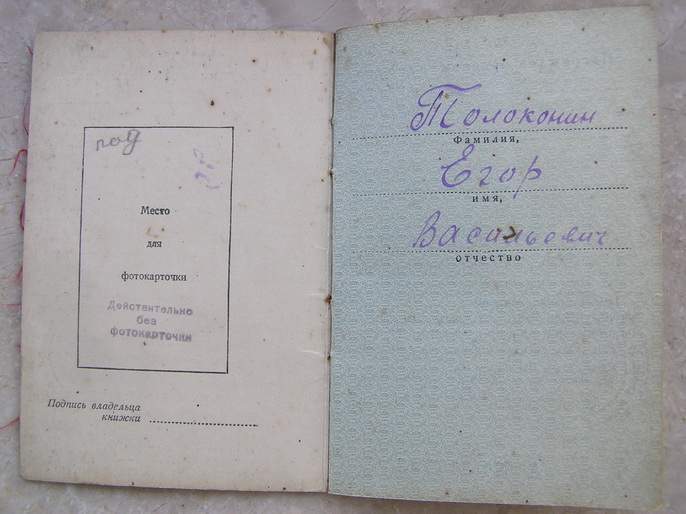 под
Место
для
фотокарточки
Действительно
без
фотокарточки
Подпись владельца
книжки
Толоконин
Фамилия,
Егор
имя,
Васильевич
отчество